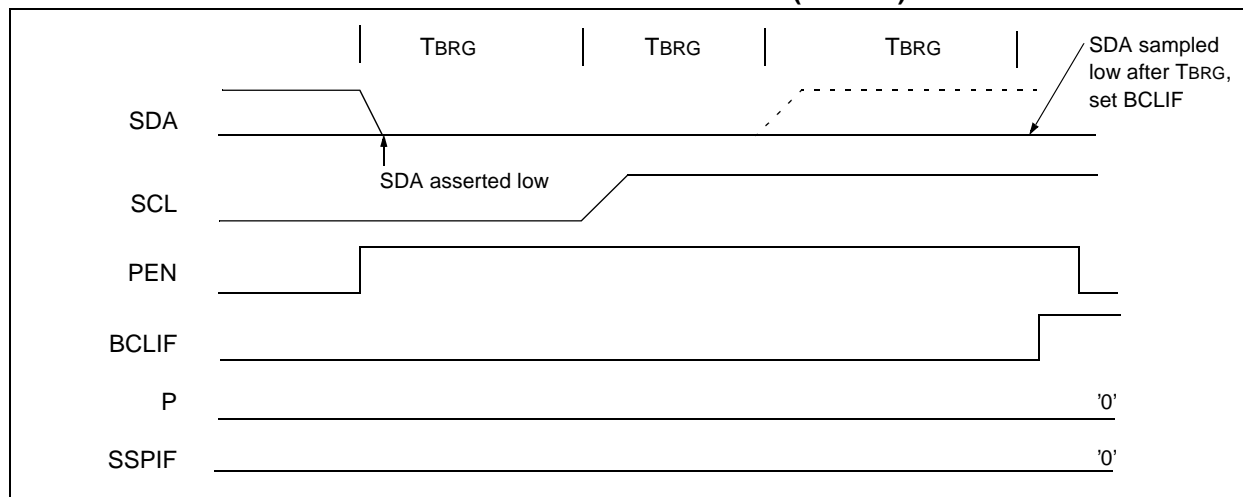 TBRG TBRG TBRG
SDA sampled
low after TBRG,
set BCLIF
SDA
SDA asserted low
SCL
PEN
BCLIF
P '0'
SSPIF '0'